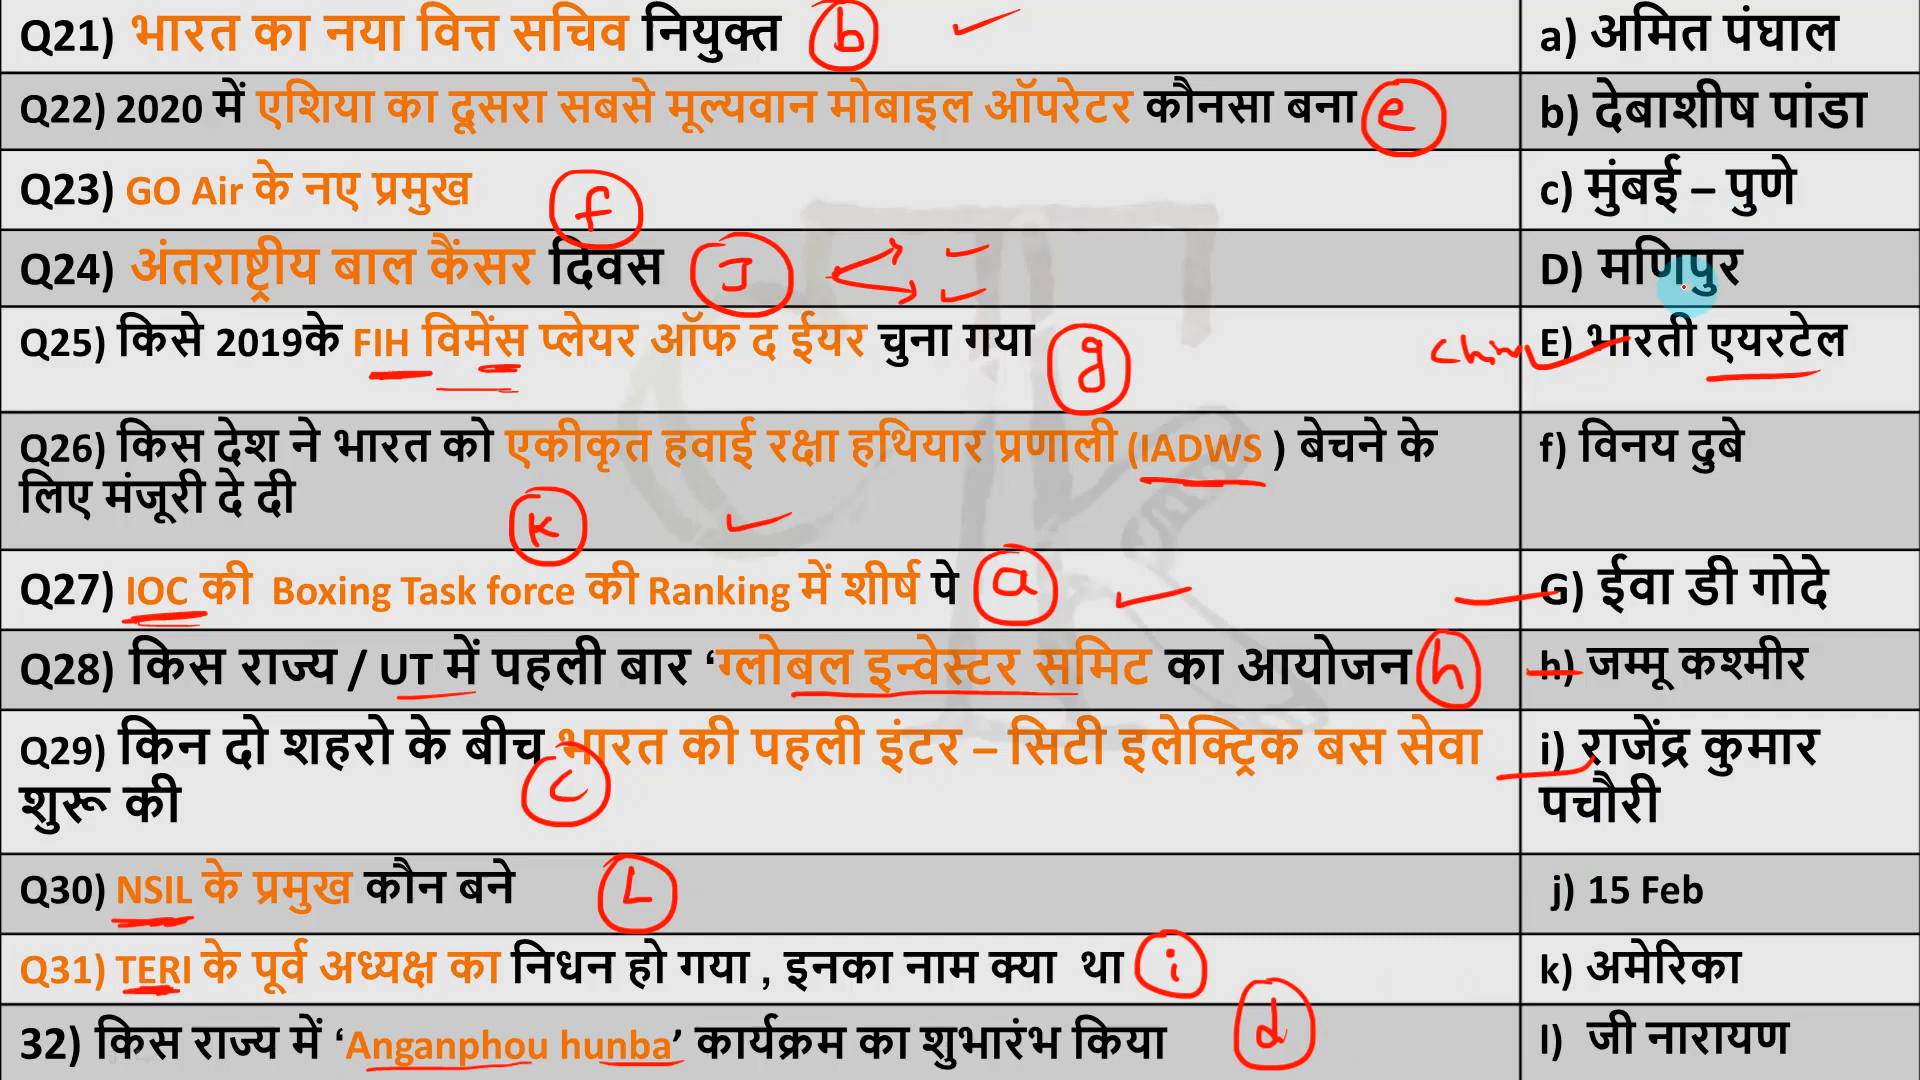 Q21) भारत का नया वित्त सचिव नियुक्त b
a) अमित पंघाल
Q22) 2020 में एशिया का दूसरा सबसे मूल्यवान मोबाइल ऑपरेटर कौनसा बना e
b) देबाशीष पांडा
Q23) GO Air के नए प्रमुख f
c) मुंबई – पुणे
Q24) अंतराष्ट्रीय बाल कैंसर दिवस J
D) मणिपुर
Q25) किसे 2019के FIH विमेंस प्लेयर ऑफ द ईयर चुना गया g
E) भारती एयरटेल
Q26) किस देश ने भारत को एकीकृत हवाई रक्षा हथियार प्रणाली (IADWS ) बेचने के
लिए मंजूरी दे दी K
f) विनय दुबे
Q27) IOC की Boxing Task force की Ranking में शीर्ष पे a
G) ईवा डी गोदे
Q28) किस राज्य / UT में पहली बार ‘ग्लोबल इन्वेस्टर समिट का आयोजन h
h) जम्मू कश्मीर
Q29) किन दो शहरो के बीच भारत की पहली इंटर – सिटी इलेक्ट्रिक बस सेवा
शुरू की C
i) राजेंद्र कुमार
पचौरी
Q30) NSIL के प्रमुख कौन बने L
j) 15 Feb
Q31) TERI के पूर्व अध्यक्ष का निधन हो गया , इनका नाम क्या था i
k) अमेरिका
32) किस राज्य में ‘Anganphou hunba’ कार्यक्रम का शुभारंभ किया d
l) जी नारायण